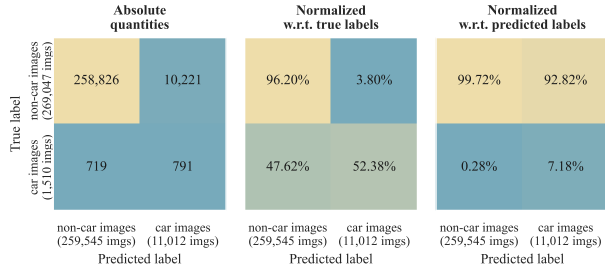 Absolute
quantities
Normalized
w.r.t. true labels
Normalized
w.r.t. predicted labels
True label
non-car images
(269,047 imgs)
car images
(1,510 imgs)
258,826
10,221
719
791
96.20%
3.80%
47.62%
52.38%
99.72%
92.82%
0.28%
7.18%
non-car images
(259,545 imgs)
car images
(11,012 imgs)
Predicted label
non-car images
(259,545 imgs)
car images
(11,012 imgs)
Predicted label
non-car images
(259,545 imgs)
car images
(11,012 imgs)
Predicted label